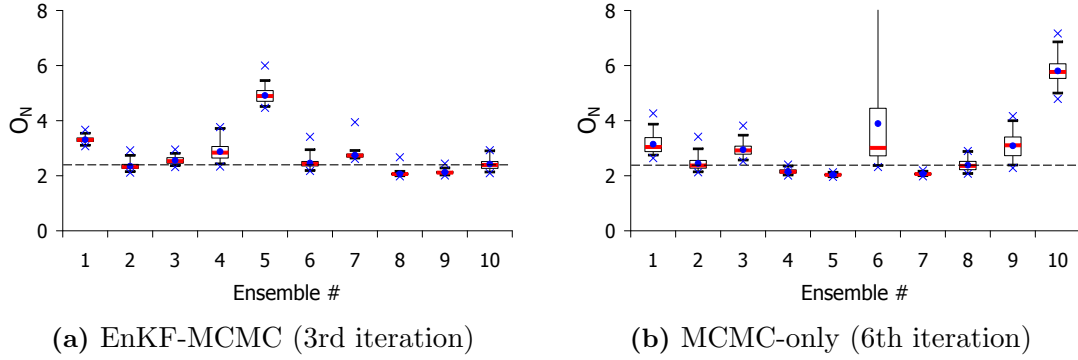 8
6
4
2
0
O_N
1 2 3 4 5 6 7 8 9 10
Ensemble #
(a) EnKF-MCMC (3rd iteration)
8
6
4
2
0
O_N
1 2 3 4 5 6 7 8 9 10
Ensemble #
(b) MCMC-only (6th iteration)